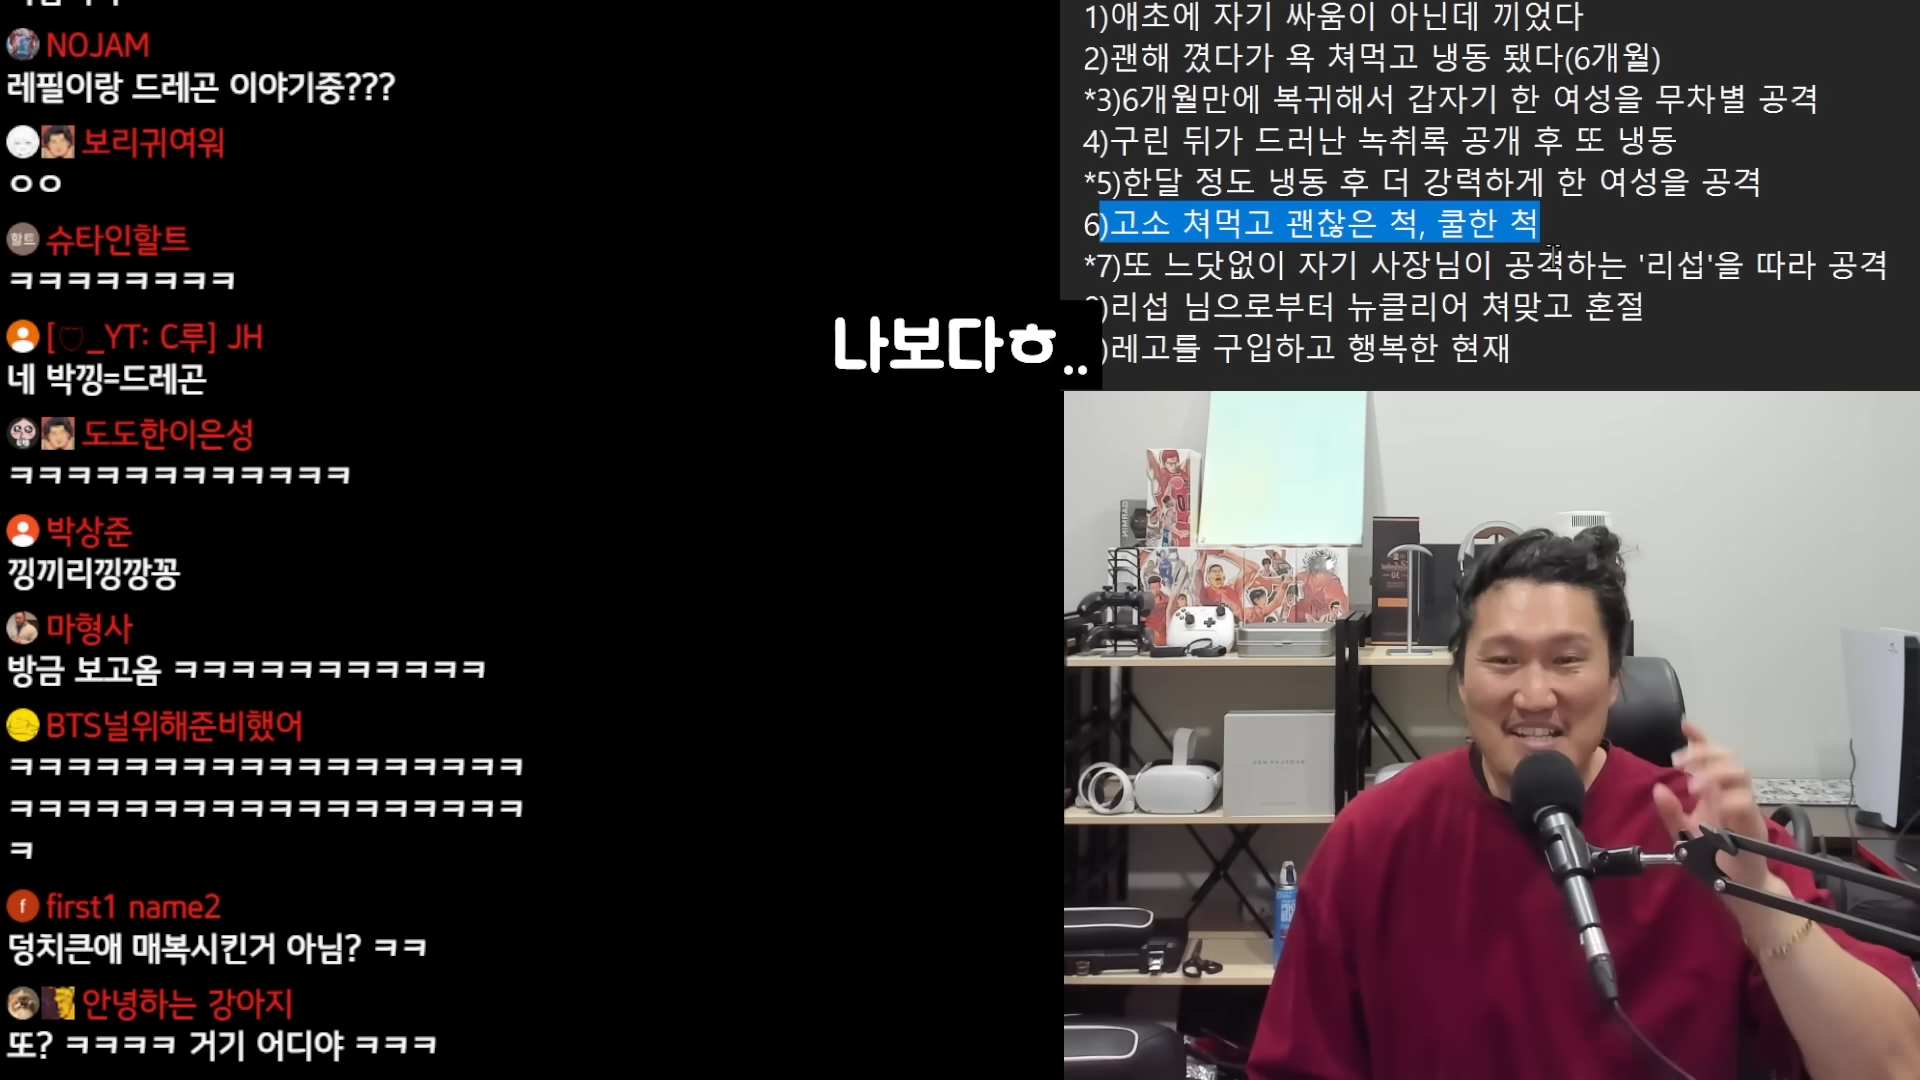 NOJAM
레필이랑 드레곤 이야기중???
보리귀여워
ㅇㅇ
할트
슈타인할트
ㅋㅋㅋㅋㅋㅋㅋㅋ
[♡_YT: C루] JH
네 박낑=드레곤
도도한이은성
ㅋㅋㅋㅋㅋㅋㅋㅋㅋㅋㅋㅋ
박상준
낑끼리낑깡꽁
마형사
방금 보고옴 ㅋㅋㅋㅋㅋㅋㅋㅋㅋㅋㅋ
BTS널위해준비했어
ㅋㅋㅋㅋㅋㅋㅋㅋㅋㅋㅋㅋㅋㅋㅋㅋㅋㅋ
ㅋㅋㅋㅋㅋㅋㅋㅋㅋㅋㅋㅋㅋㅋㅋㅋㅋㅋ
ㅋ
f
first1 name2
덩치큰애 매복시킨거 아님? ㅋㅋ
안녕하는 강아지
또? ㅋㅋㅋㅋ 거기 어디야 ㅋㅋㅋ
나보다ㅎ..
1)애초에 자기 싸움이 아닌데 끼었다
2)괜해 꼈다가 욕 쳐먹고 냉동 됐다(6개월)
*3)6개월만에 복귀해서 갑자기 한 여성을 무차별 공격
4)구린 뒤가 드러난 녹취록 공개 후 또 냉동
*5)한달 정도 냉동 후 더 강력하게 한 여성을 공격
6)고소 쳐먹고 괜찮은 척, 쿨한 척
*7)또 느닷없이 자기 사장님이 공격하는 '리섭'을 따라 공격
)리섭 님으로부터 뉴클리어 쳐맞고 혼절
)레고를 구입하고 행복한 현재
GARMIN